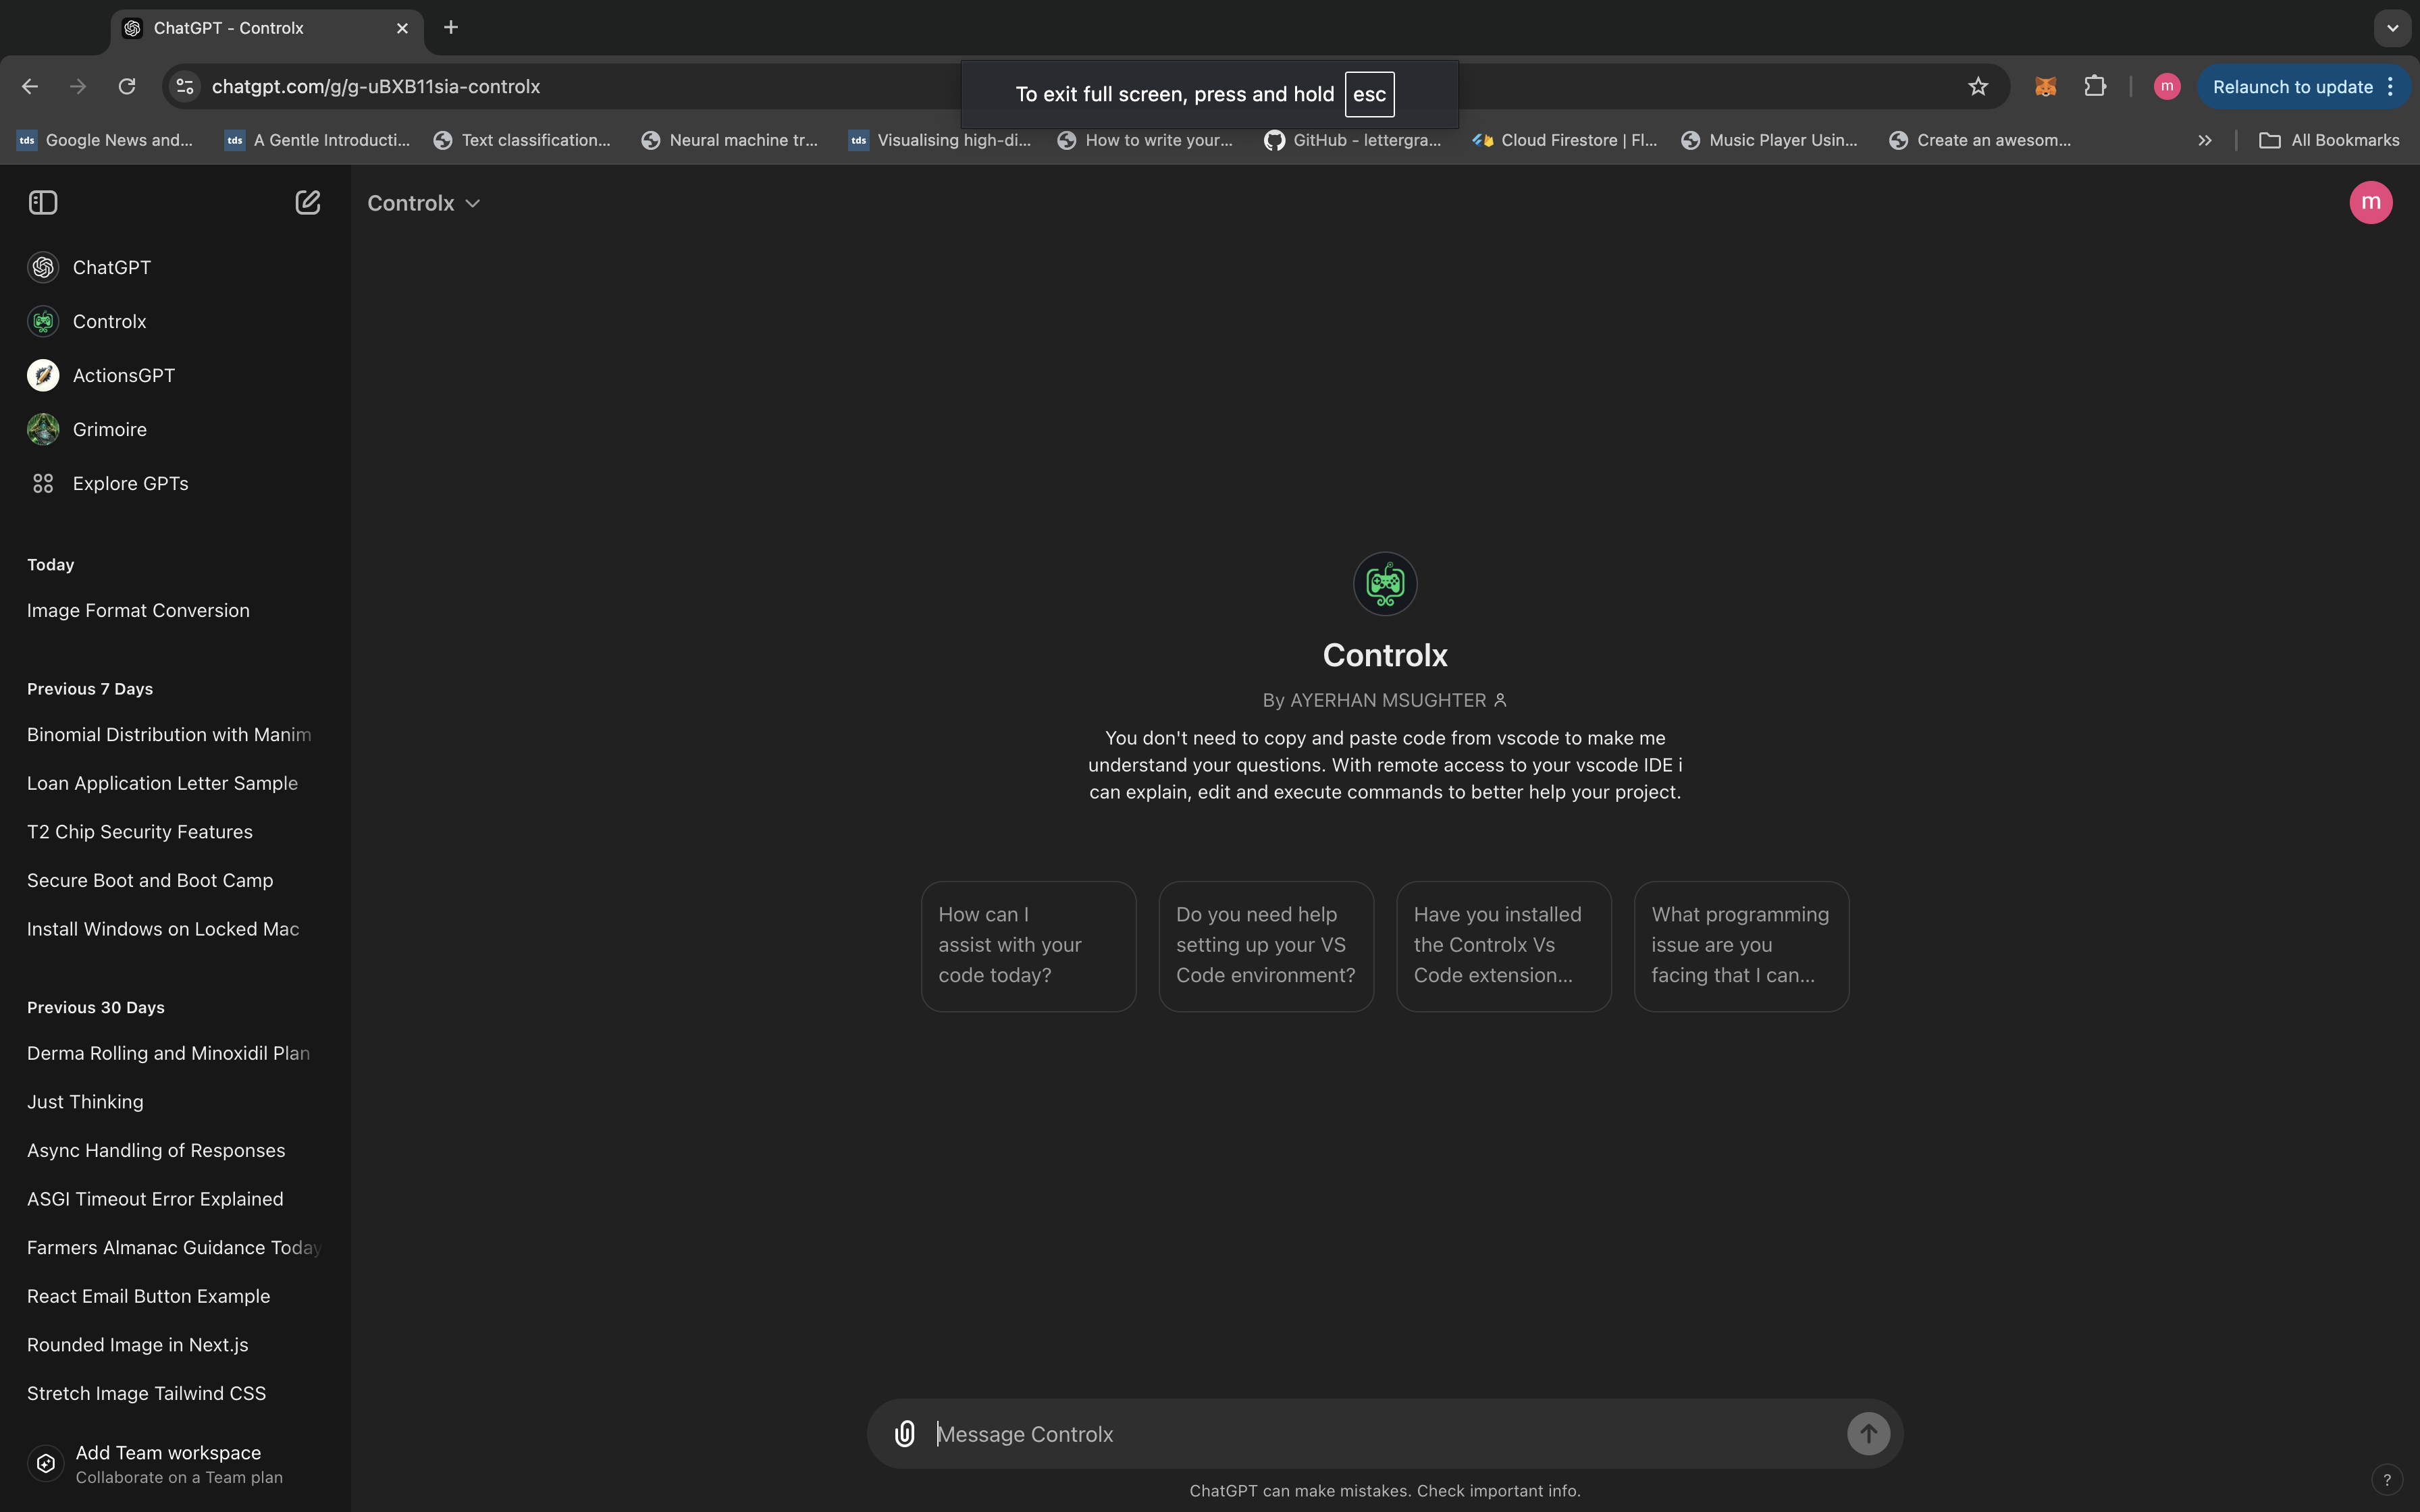 ChatGPT - Controlx
chatgpt.com/g/g-uBXB11sia-controlx
To exit full screen, press and hold esc
m
Relaunch to update
tds Google News and...
tds A Gentle Introducti...
Text classification...
Neural machine tr...
tds Visualising high-di...
How to write your...
GitHub - lettergra...
Cloud Firestore | Fl...
Music Player Usin...
Create an awesom...
All Bookmarks
ChatGPT
Controlx
ActionsGPT
Grimoire
Explore GPTs
Today
Image Format Conversion
Previous 7 Days
Binomial Distribution with Manim
Loan Application Letter Sample
T2 Chip Security Features
Secure Boot and Boot Camp
Install Windows on Locked Mac
Previous 30 Days
Derma Rolling and Minoxidil Plan
Just Thinking
Async Handling of Responses
ASGI Timeout Error Explained
Farmers Almanac Guidance Today
React Email Button Example
Rounded Image in Next.js
Stretch Image Tailwind CSS
Add Team workspace
Collaborate on a Team plan
Controlx
m
Controlx
By AYERHAN MSUGHTER
You don't need to copy and paste code from vscode to make me
understand your questions. With remote access to your vscode IDE i
can explain, edit and execute commands to better help your project.
How can I
assist with your
code today?
Do you need help
setting up your VS
Code environment?
Have you installed
the Controlx Vs
Code extension...
What programming
issue are you
facing that I can...
Message Controlx
ChatGPT can make mistakes. Check important info.
?